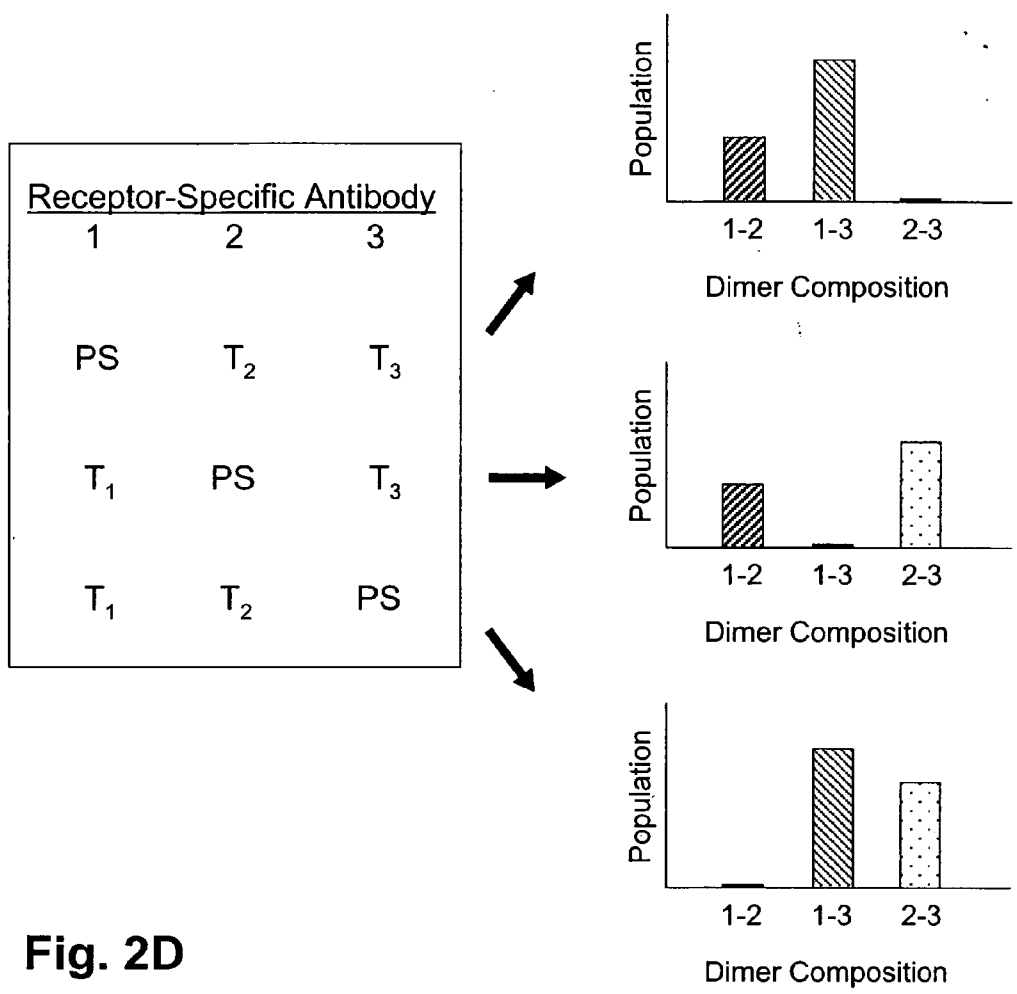 Receptor-Specific Antibody
1 2 3
PS T2 T3
T1 PS T3
T1 T2 PS
Population
1-2 1-3 2-3
Dimer Composition
Population
1-2 1-3 2-3
Dimer Composition
Population
1-2 1-3 2-3
Dimer Composition
Fig. 2D